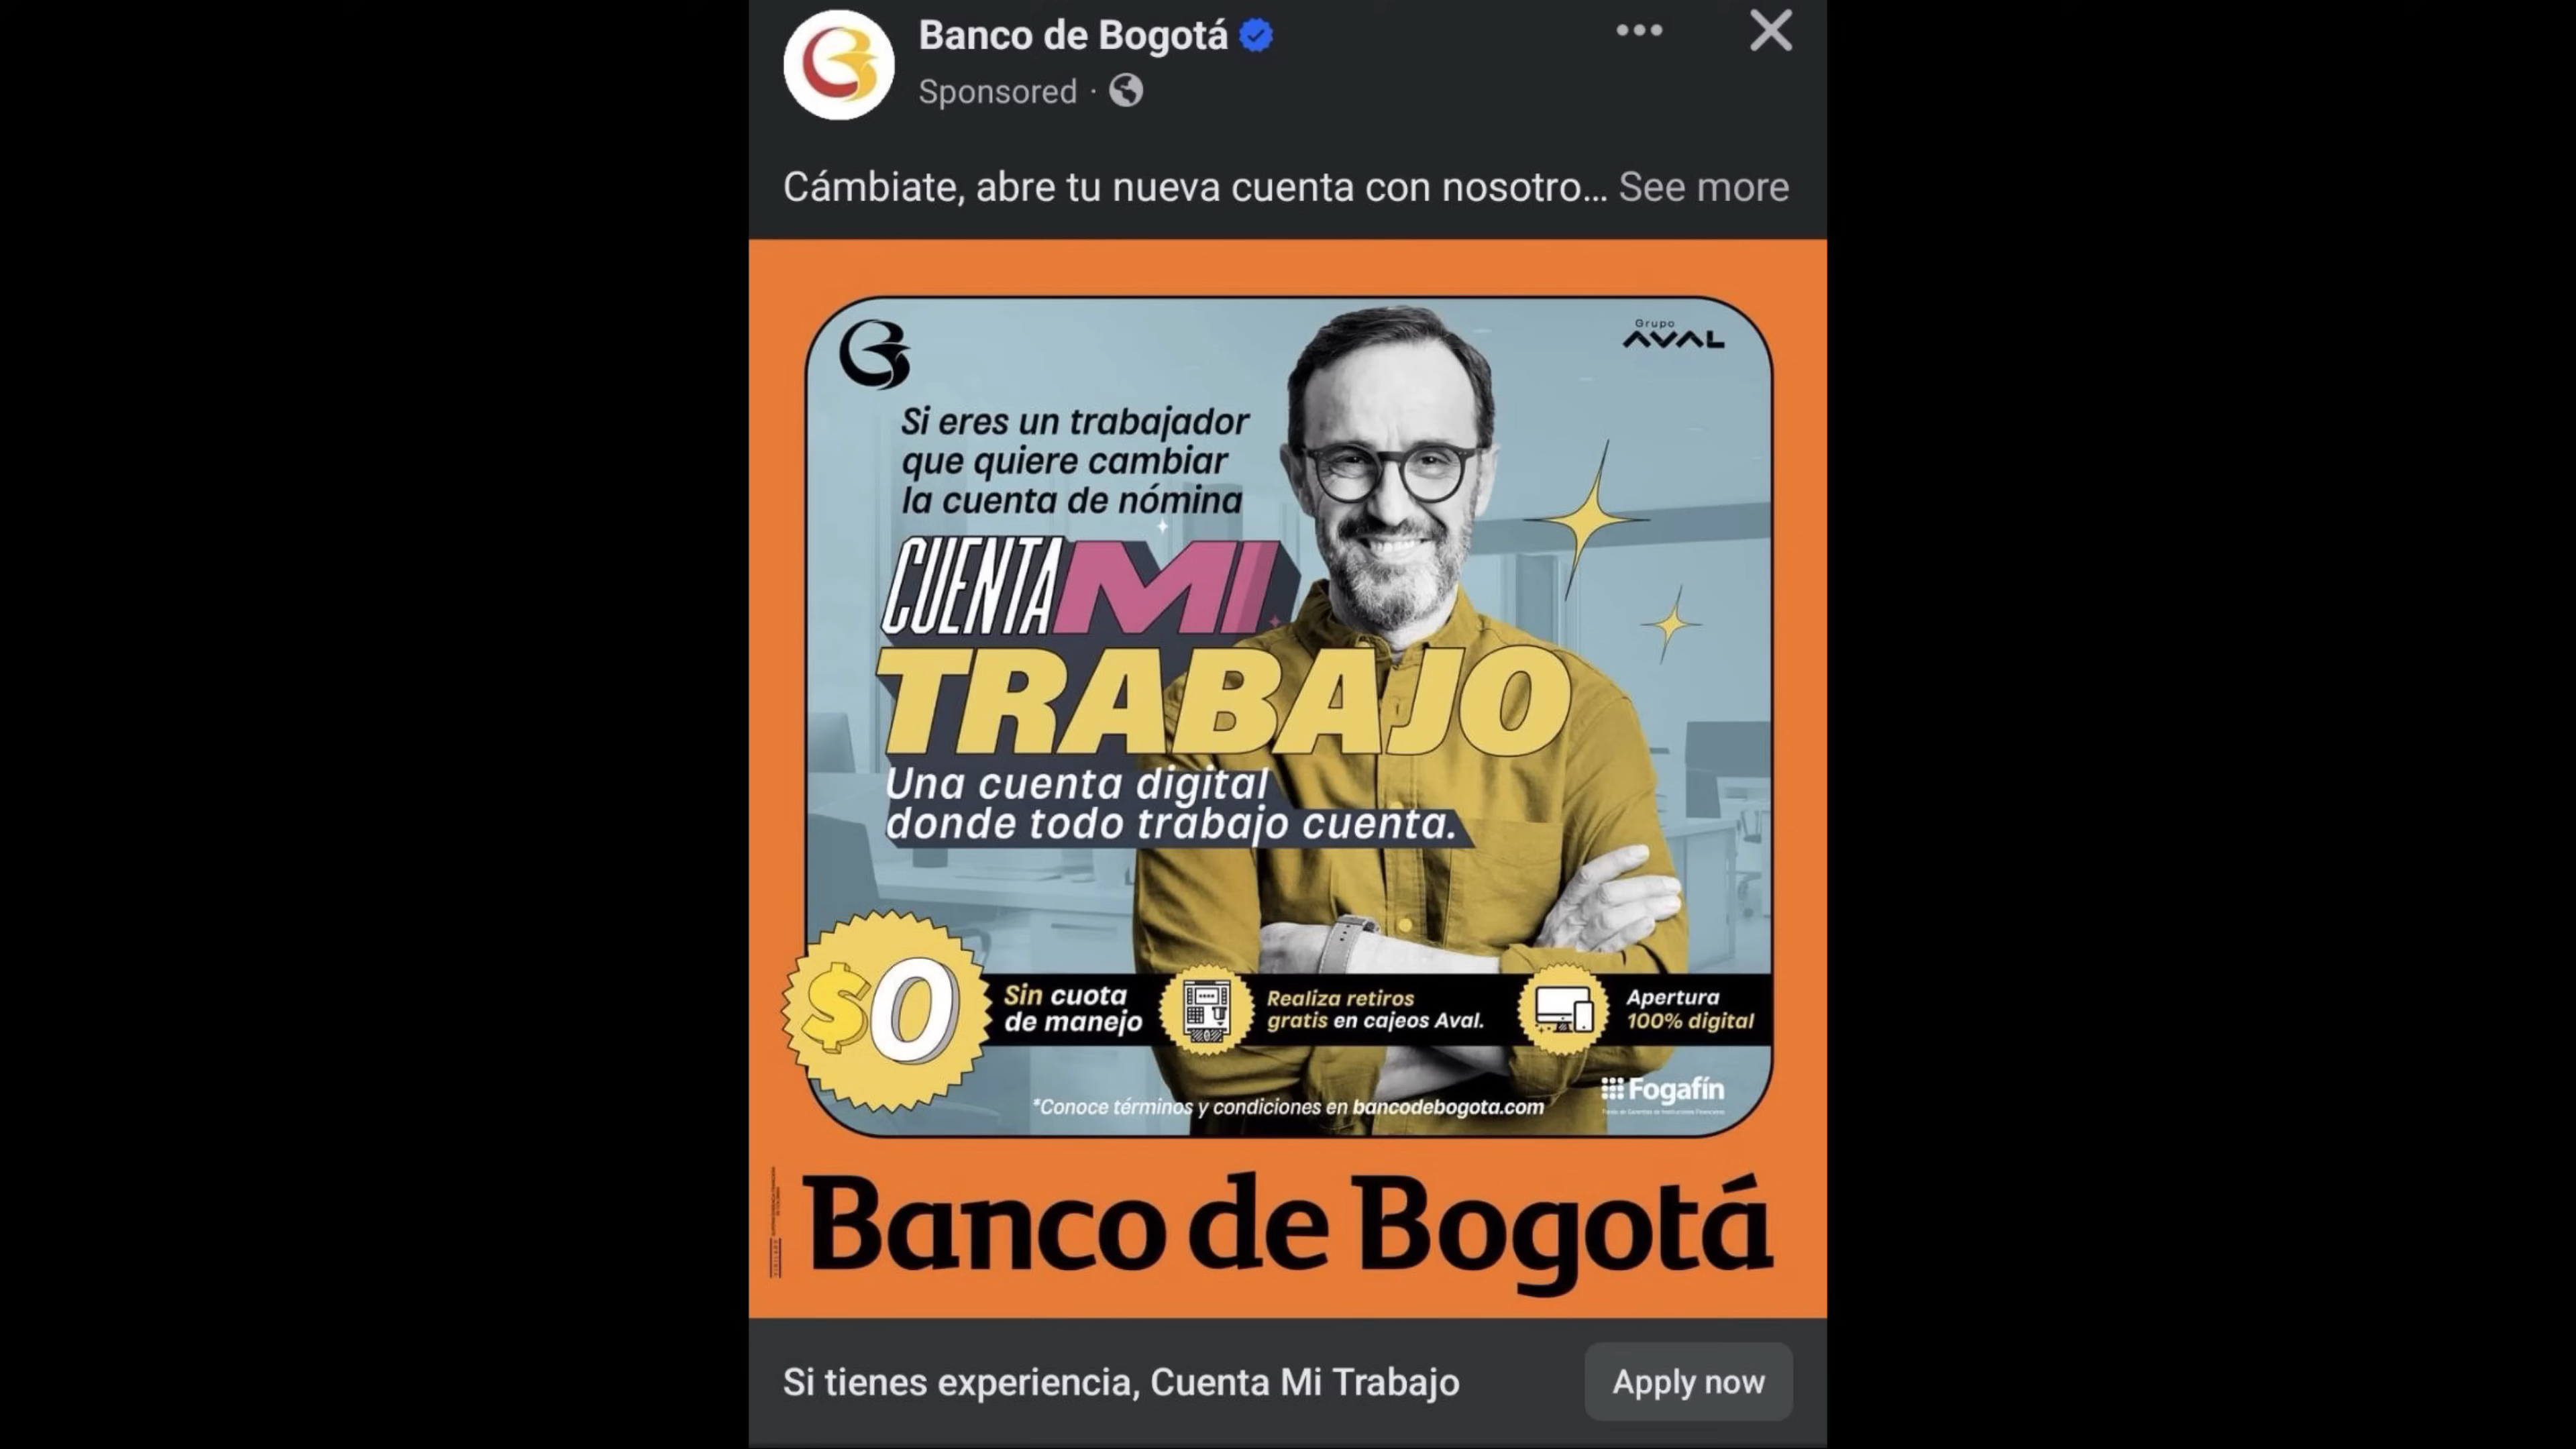 Banco de Bogotá
Sponsored ·
Cámbiate, abre tu nueva cuenta con nosotro... See more
Grupo
AVAL
Si eres un trabajador
que quiere cambiar
la cuenta de nómina
CUENTA MI
TRABAJO
Una cuenta digital
donde todo trabajo cuenta.
$0
Sin cuota
de manejo
Realiza retiros
gratis en cajeos Aval.
Apertura
100% digital
*Conoce términos y condiciones en bancodebogota.com
Fogafín
Banco de Bogotá
Si tienes experiencia, Cuenta Mi Trabajo
Apply now